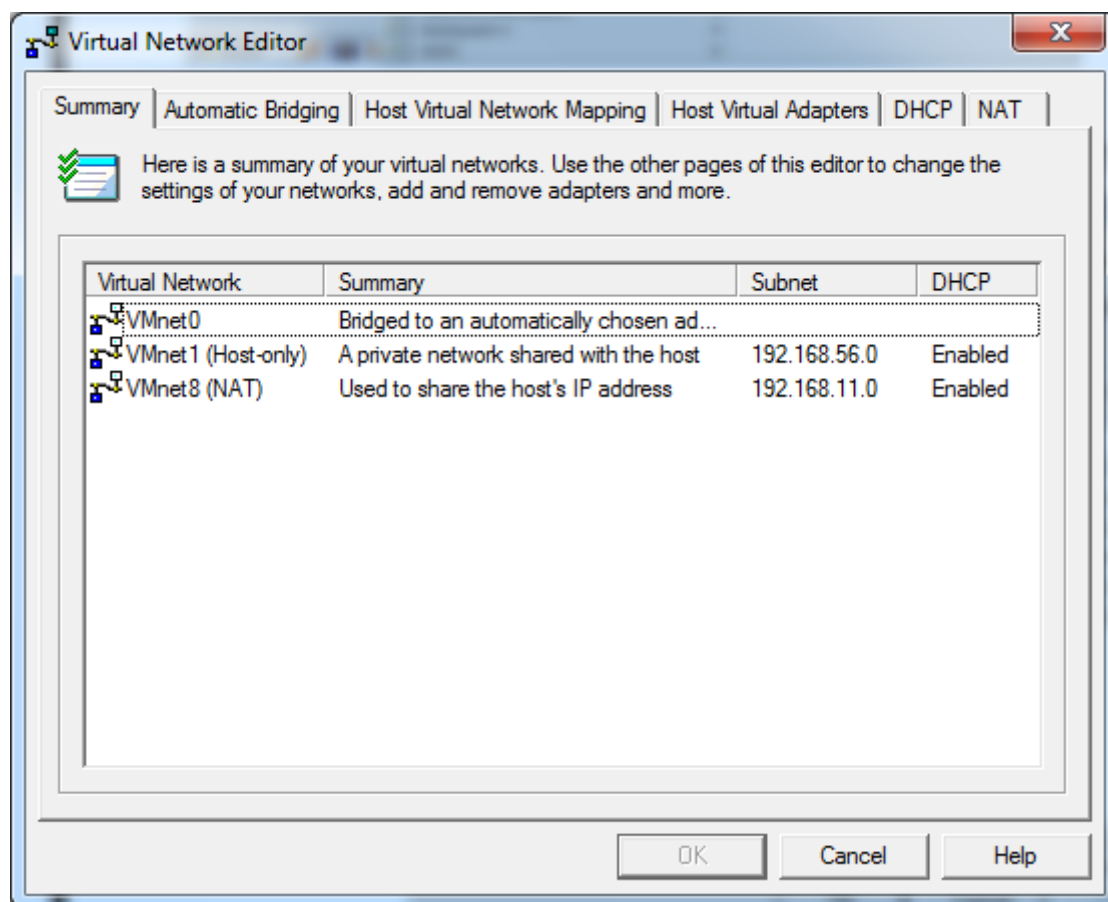 Virtual Network Editor
Summary Automatic Bridging Host Virtual Network Mapping Host Virtual Adapters DHCP NAT
Here is a summary of your virtual networks. Use the other pages of this editor to change the
settings of your networks, add and remove adapters and more.
Virtual Network Summary Subnet DHCP
VMnet0 Bridged to an automatically chosen ad...
VMnet1 (Host-only) A private network shared with the host 192.168.56.0 Enabled
VMnet8 (NAT) Used to share the host's IP address 192.168.11.0 Enabled
OK Cancel Help